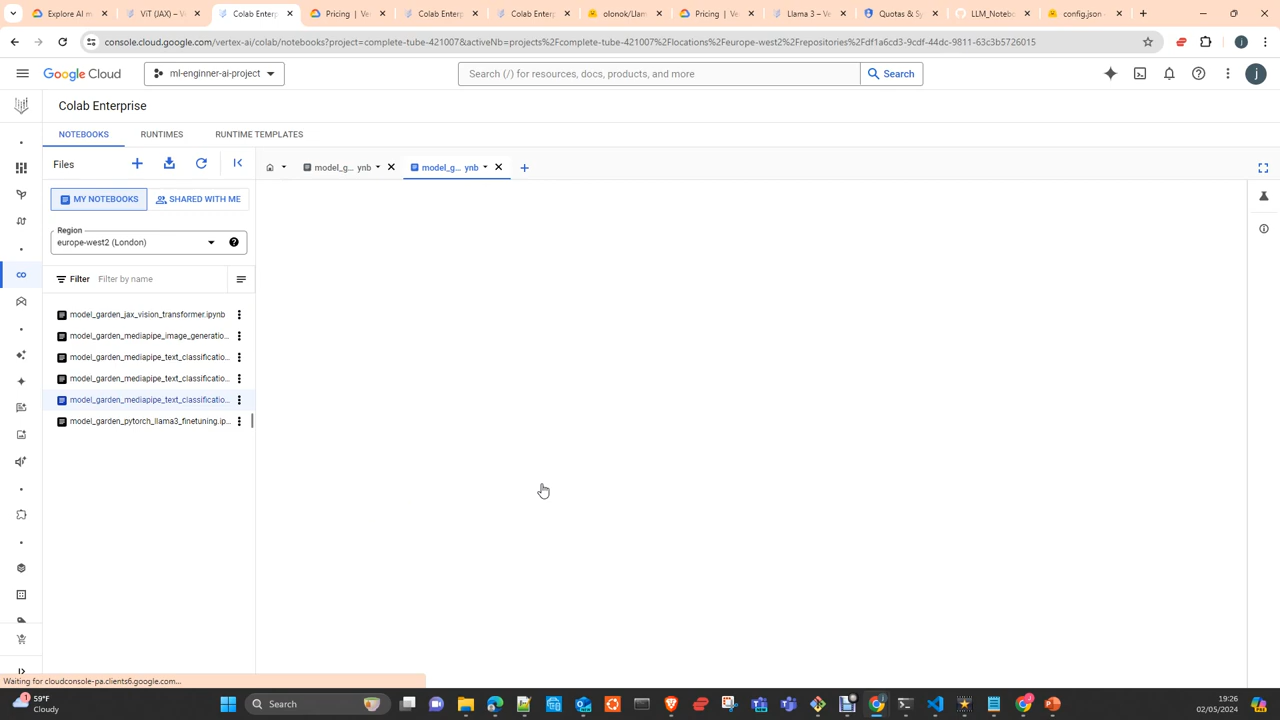 Explore AI m
ViT (JAX) – V
Colab Enterp
Pricing | Ve
Colab Enterp
Colab Enterp
olonok/Llam
Pricing | Ve
Llama 3 – V
Quotas & Sy
LLM_Noteb
config.json
console.cloud.google.com/vertex-ai/colab/notebooks?project=complete-tube-421007&activeNb=projects%2Fcomplete-tube-421007%2Flocations%2Feurope-west2%2Frepositories%2Fdf1a6cd3-9cdf-44dc-9811-63c3b5726015
Google Cloud
ml-enginner-ai-project
Search (/) for resources, docs, products, and more
Search
j
Colab Enterprise
NOTEBOOKS
RUNTIMES
RUNTIME TEMPLATES
Files
model_g... ynb
model_g... ynb
MY NOTEBOOKS
SHARED WITH ME
Region
europe-west2 (London)
Filter
Filter by name
model_garden_jax_vision_transformer.ipynb
model_garden_mediapipe_image_generatio...
model_garden_mediapipe_text_classificatio...
model_garden_mediapipe_text_classificatio...
model_garden_mediapipe_text_classificatio...
model_garden_pytorch_llama3_finetuning.ip...
Waiting for cloudconsole-pa.clients6.google.com...
59°F
Cloudy
Search
19:26
02/05/2024